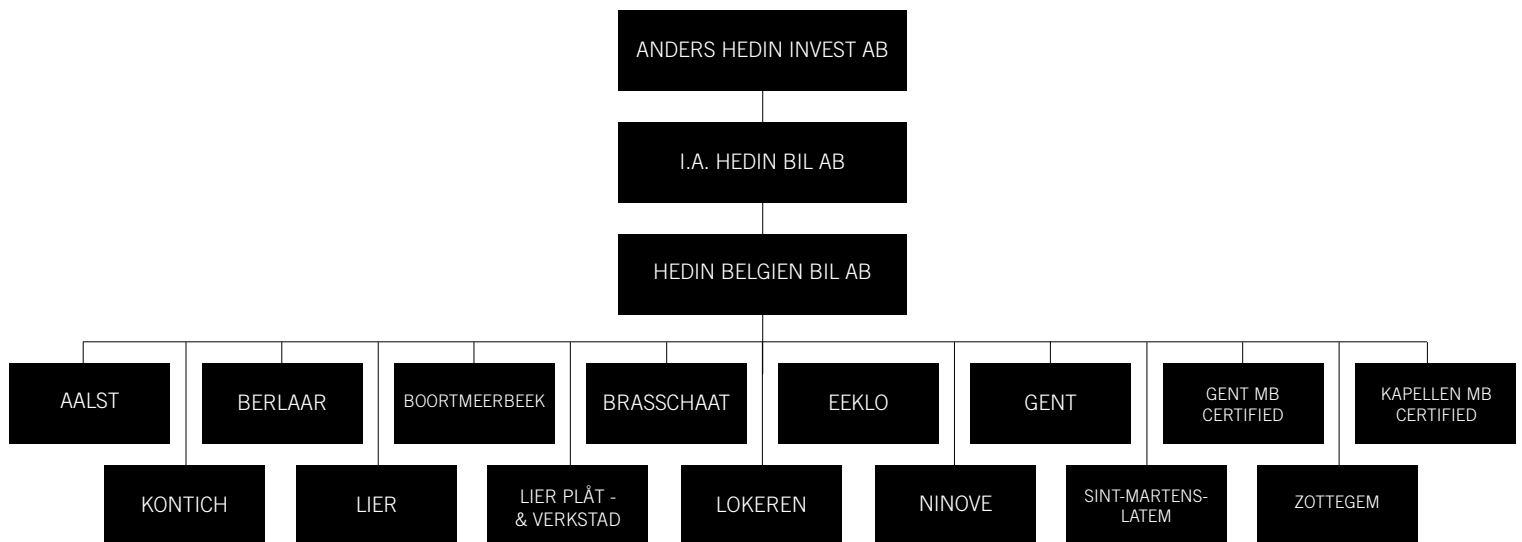 ANDERS HEDIN INVEST AB
I.A. HEDIN BIL AB
HEDIN BELGIEN BIL AB
AALST
BERLAAR
BOORTMEERBEEK
BRASSCHAAT
EEKLO
GENT
GENT MB
CERTIFIED
KAPELLEN MB
CERTIFIED
KONTICH
LIER
LIER PLÅT -
& VERKSTAD
LOKEREN
NINOVE
SINT-MARTENS-
LATEM
ZOTTEGEM